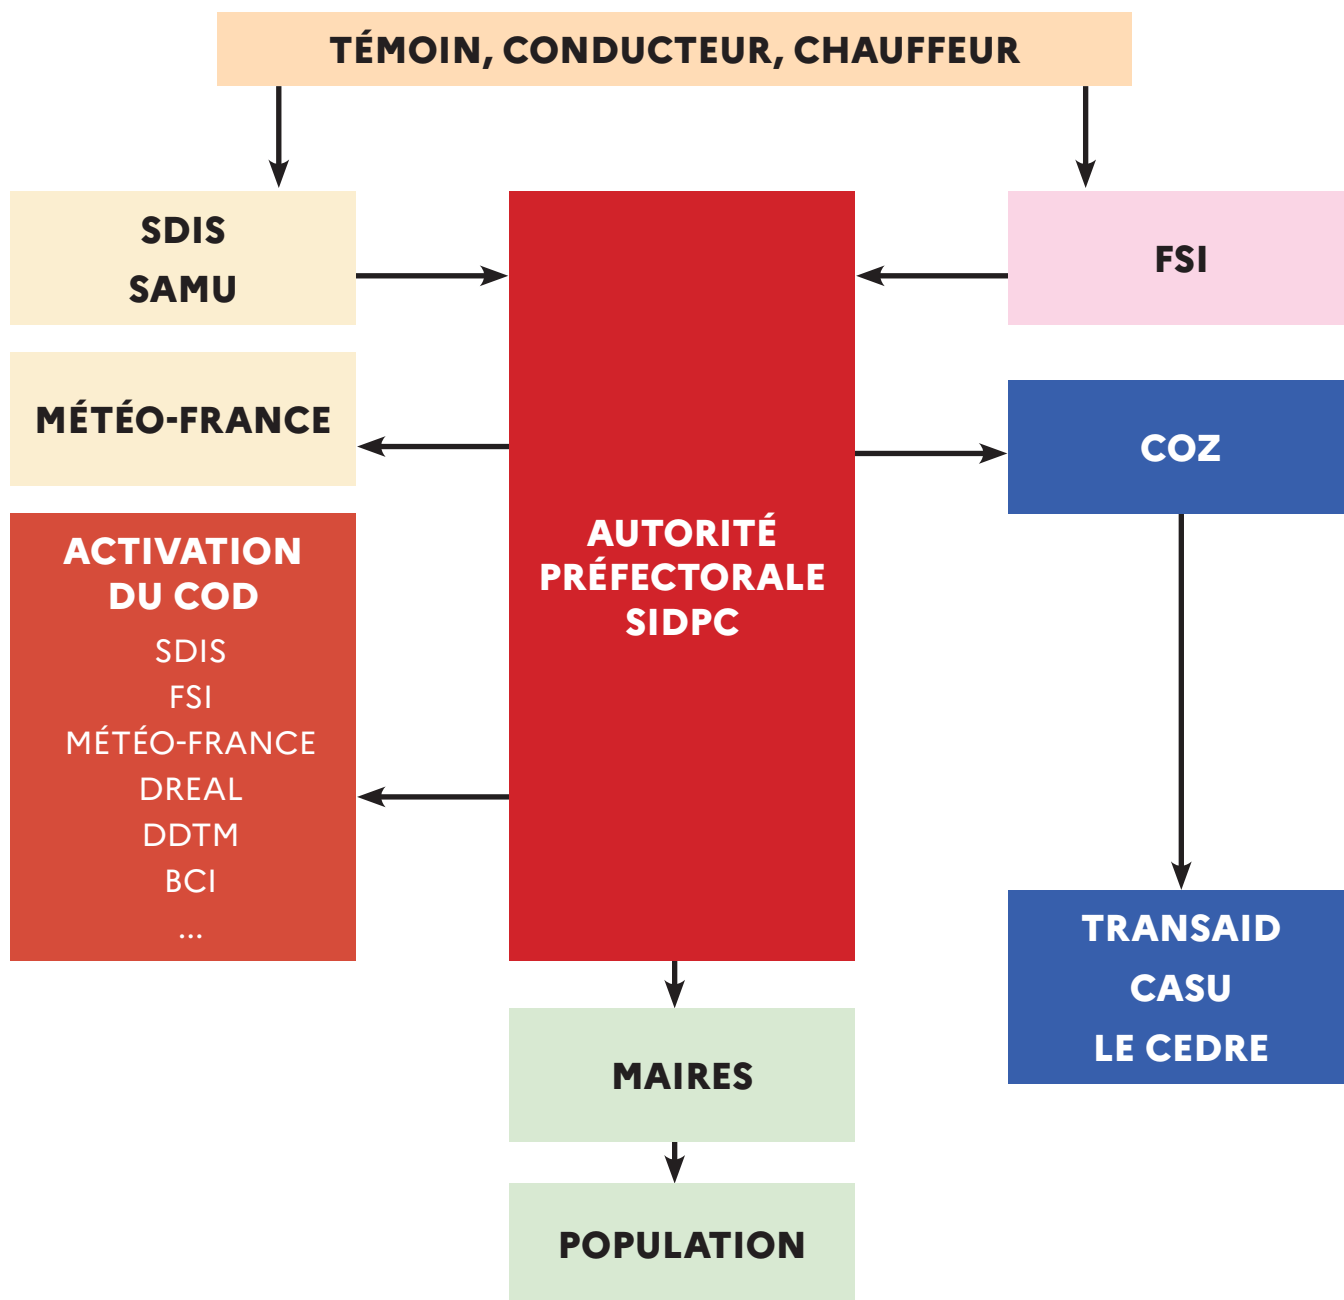 TÉMOIN, CONDUCTEUR, CHAUFFEUR
SDIS
SAMU
FSI
MÉTÉO-FRANCE
COZ
AUTORITÉ
PRÉFECTORALE
SIDPC
ACTIVATION
DU COD
SDIS
FSI
MÉTÉO-FRANCE
DREAL
DDTM
BCI
...
TRANSAID
CASU
LE CEDRE
MAIRES
POPULATION